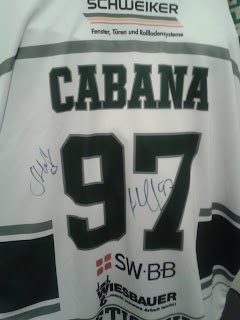 SCHWEIKER
Fenster, Türen und Rollladensysteme
CABANA
97
SW·BB
WIESBAUER